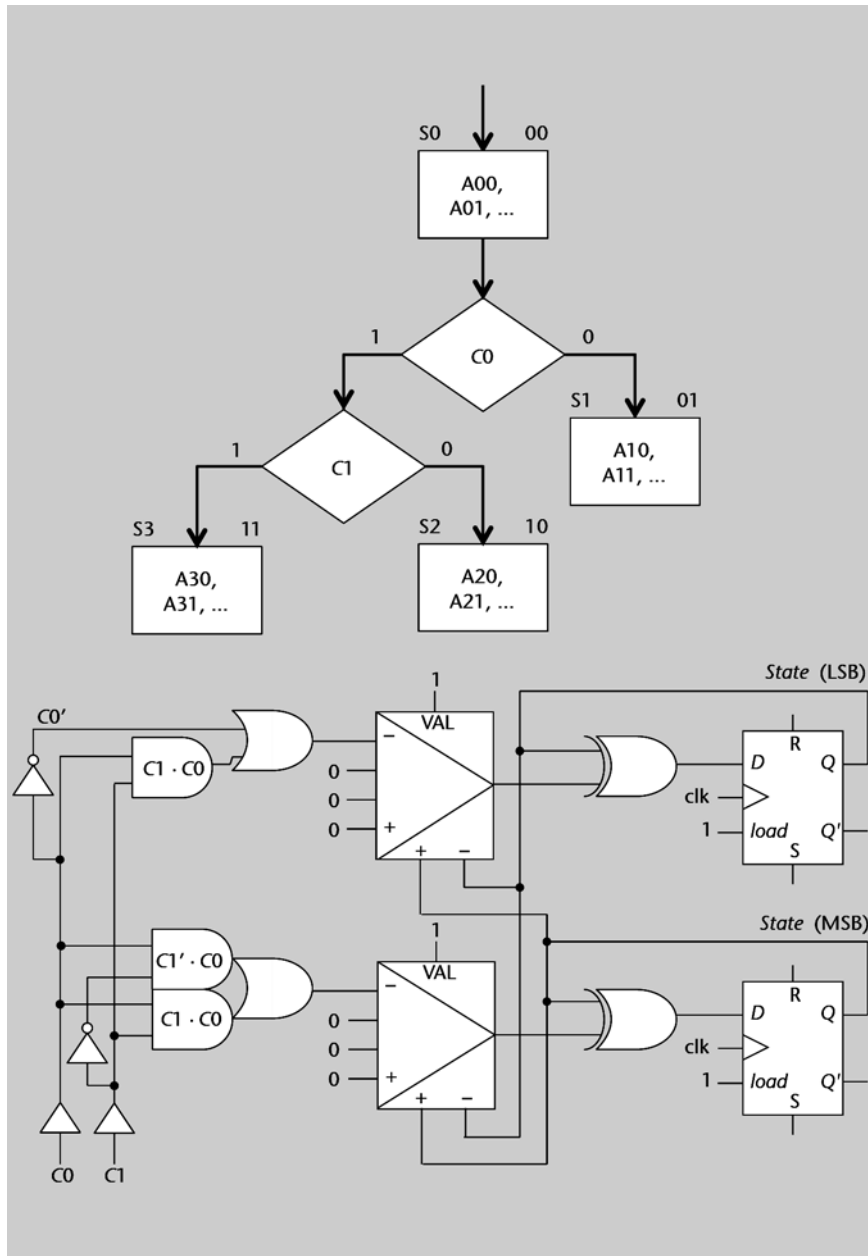 S0 00
A00,
A01, ...
1 0
C0
S1 01
A10,
A11, ...
1 0
C1
S3 11
A30,
A31, ...
S2 10
A20,
A21, ...
State (LSB)
C0'
1
VAL
C1 · C0
−
0
0
0 +
+ −
R
D Q
clk
1 load Q'
S
State (MSB)
1
VAL
C1' · C0
C1 · C0
−
0
0
0 +
+ −
R
D Q
clk
1 load Q'
S
C0 C1